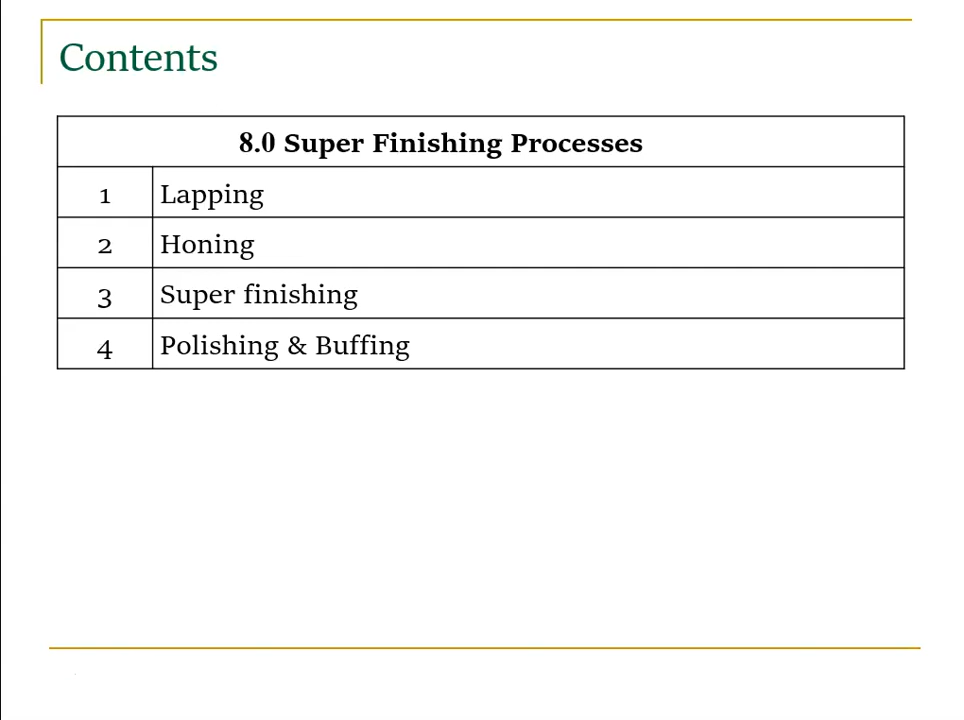 Contents
8.0 Super Finishing Processes
1 Lapping
2 Honing
3 Super finishing
4 Polishing & Buffing